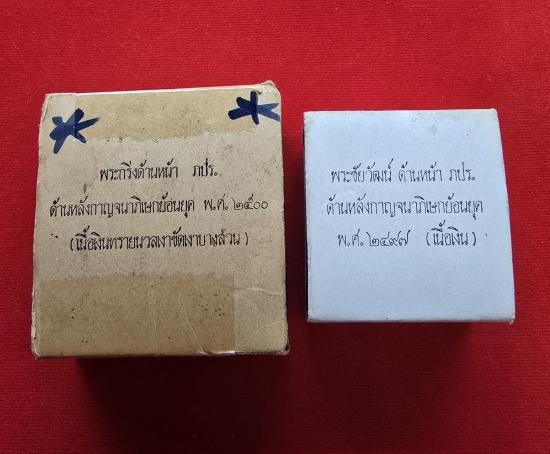 พระกริ่งด้านหน้า ภปร.
ด้านหลังกาญจนาภิเษกย้อนยุค พ.ศ. ๒๕๐๐
(เนื้อเงินทรายนวลเงาขัดเงาบางส่วน)
พระชัยวัฒน์ ด้านหน้า ภปร.
ด้านหลังกาญจนาภิเษกย้อนยุค
พ.ศ. ๒๔๙๗ (เนื้อเงิน)